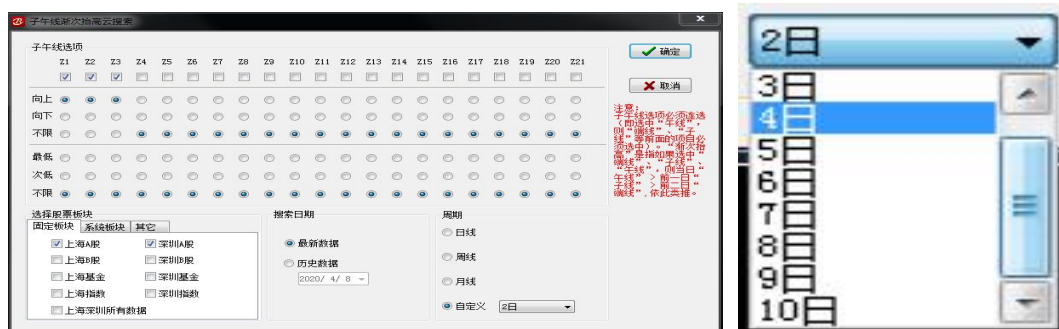 子午线渐次抬高云搜索
子午线选项
Z1 Z2 Z3 Z4 Z5 Z6 Z7 Z8 Z9 Z10 Z11 Z12 Z13 Z14 Z15 Z16 Z17 Z18 Z19 Z20 Z21
向上
向下
不限
最低
次低
不限
确定
取消
注意:
子午线选项必须连选
(即选中“午线”,
则“端线”、“子
线”等前面的项目必
须选中)。“渐次抬
高”是指如果选中“
端线”、“子线”、
“午线”,则当日“
午线”>前一日“
子线”>前二日“
端线”,依此类推。
选择股票板块
固定板块 系统板块 其它
上海A股 深圳A股
上海B股 深圳B股
上海基金 深圳基金
上海指数 深圳指数
上海深圳所有数据
搜索日期
最新数据
历史数据
2020/ 4/ 8
周期
日线
周线
月线
自定义 2日
2日
3日
4日
5日
6日
7日
8日
9日
10日